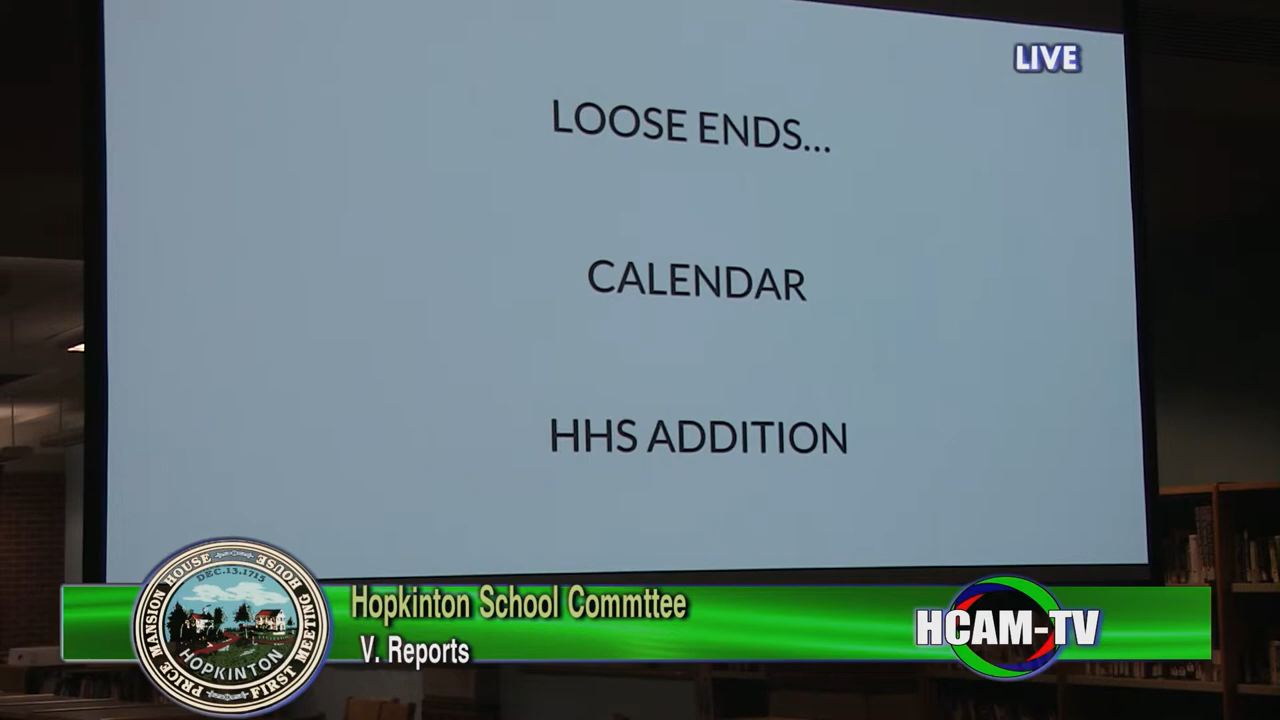 LIVE
LOOSE ENDS...
CALENDAR
HHS ADDITION
DEC.13.1715
PRICE MANSION HOUSE
HOUSE FIRST MEETING
HOPKINTON
Hopkinton School Commttee
V. Reports
HCAM-TV